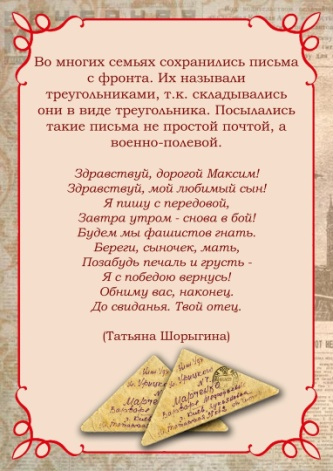 Во многих семьях сохранились письма
с фронта. Их называли
треугольниками, т.к. складывались
они в виде треугольника. Посылались
такие письма не простой почтой, а
военно-полевой.
Здравствуй, дорогой Максим!
Здравствуй, мой любимый сын!
Я пишу с передовой,
Завтра утром - снова в бой!
Будем мы фашистов гнать.
Береги, сыночек, мать,
Позабудь печаль и грусть -
Я с победою вернусь!
Обниму вас, наконец.
До свиданья. Твой отец.
(Татьяна Шорыгина)